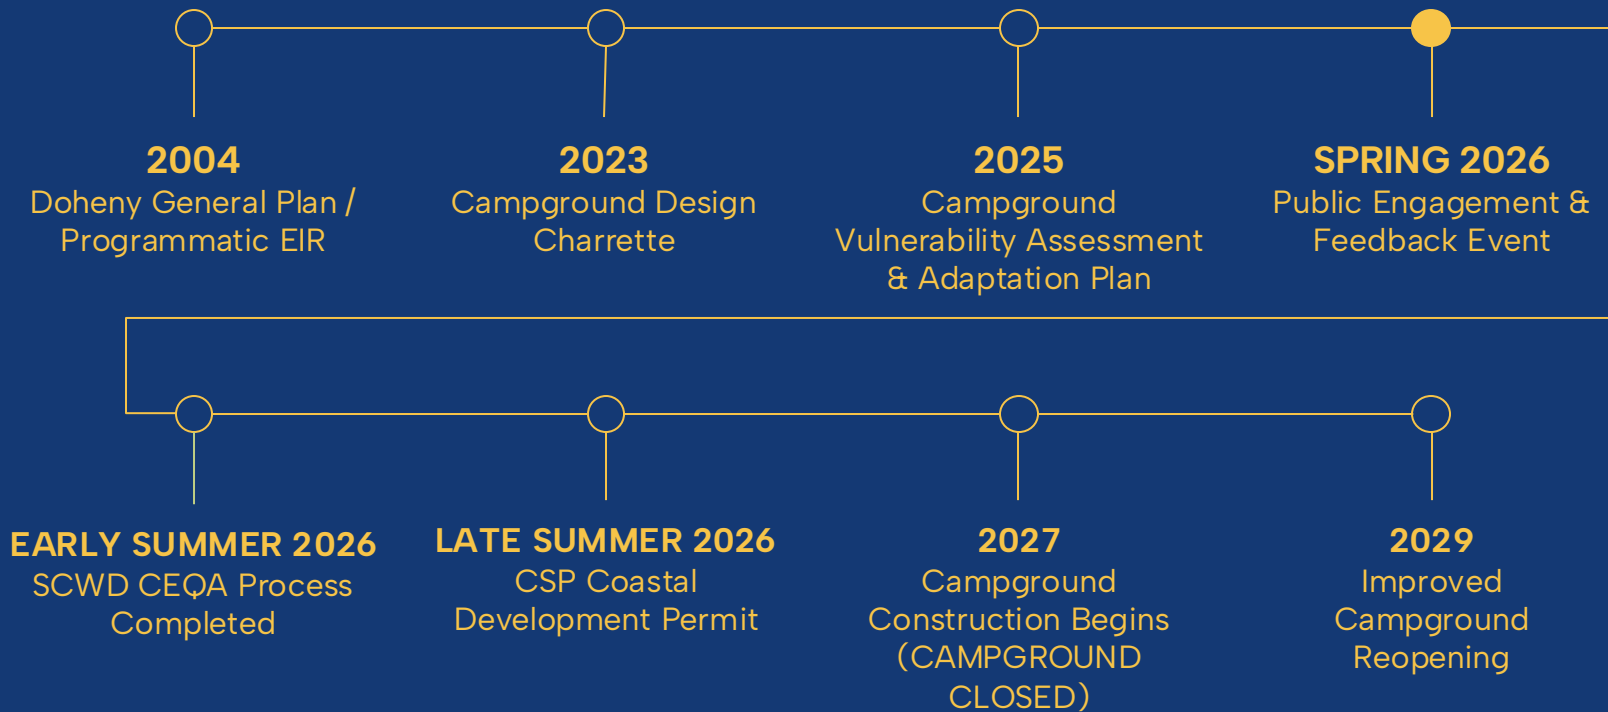 2004
Doheny General Plan /
Programmatic EIR
2023
Campground Design
Charrette
2025
Campground
Vulnerability Assessment
& Adaptation Plan
SPRING 2026
Public Engagement &
Feedback Event
EARLY SUMMER 2026
SCWD CEQA Process
Completed
LATE SUMMER 2026
CSP Coastal
Development Permit
2027
Campground
Construction Begins
(CAMPGROUND
CLOSED)
2029
Improved
Campground
Reopening